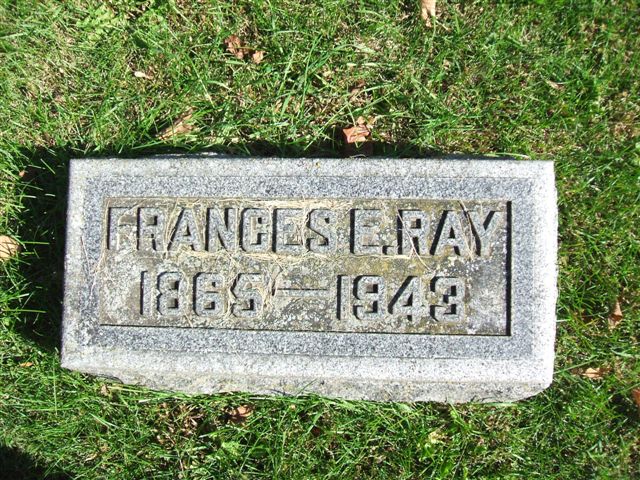 FRANCES E. RAY
1865 — 1943